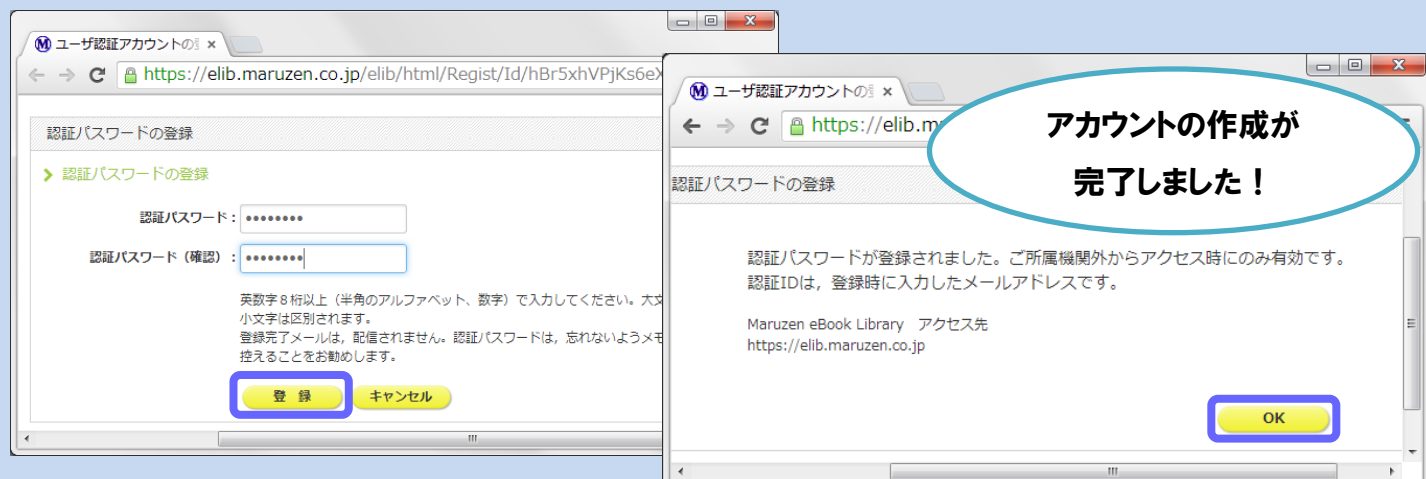 ユーザ認証アカウントの
https://elib.maruzen.co.jp/elib/html/Regist/Id/hBr5xhVPjKs6eX
認証パスワードの登録
認証パスワードの登録
認証パスワード：
認証パスワード（確認）：
英数字８桁以上（半角のアルファベット、数字）で入力してください。大文
小文字は区別されます。
登録完了メールは，配信されません。認証パスワードは，忘れないようメモ
控えることをお勧めします。
登 録
キャンセル
ユーザ認証アカウントの
https://elib.m
アカウントの作成が
完了しました！
認証パスワードの登録
認証パスワードが登録されました。ご所属機関外からアクセス時にのみ有効です。
認証IDは，登録時に入力したメールアドレスです。
Maruzen eBook Library　アクセス先
https://elib.maruzen.co.jp
OK